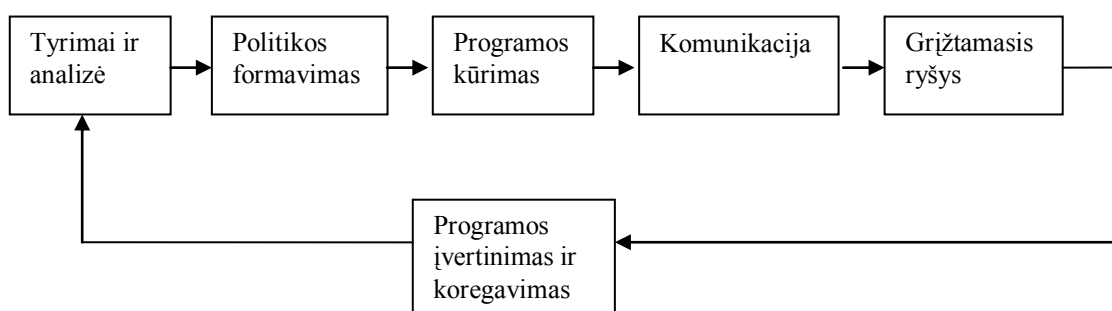 Tyrimai ir
analizė
Politikos
formavimas
Programos
kūrimas
Komunikacija
Grįžtamasis
ryšys
Programos
įvertinimas ir
koregavimas